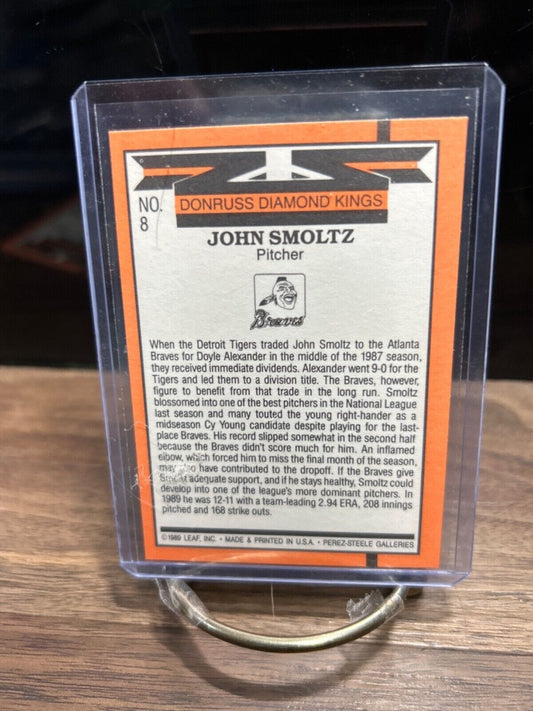 NO.
8
DONRUSS DIAMOND KINGS
JOHN SMOLTZ
Pitcher
Braves
When the Detroit Tigers traded John Smoltz to the Atlanta
Braves for Doyle Alexander in the middle of the 1987 season,
they received immediate dividends. Alexander went 9-0 for the
Tigers and led them to a division title. The Braves, however,
figure to benefit from that trade in the long run. Smoltz
blossomed into one of the best pitchers in the National League
last season and many touted the young right-hander as a
midseason Cy Young candidate despite playing for the last-
place Braves. His record slipped somewhat in the second half
because the Braves didn't score much for him. An inflamed
elbow, which forced him to miss the final month of the season,
may also have contributed to the dropoff. If the Braves give
Smoltz adequate support, and if he stays healthy, Smoltz could
develop into one of the league's more dominant pitchers. In
1989 he was 12-11 with a team-leading 2.94 ERA, 208 innings
pitched and 168 strike outs.
©1989 LEAF, INC. • MADE & PRINTED IN U.S.A. • PEREZ-STEELE GALLERIES